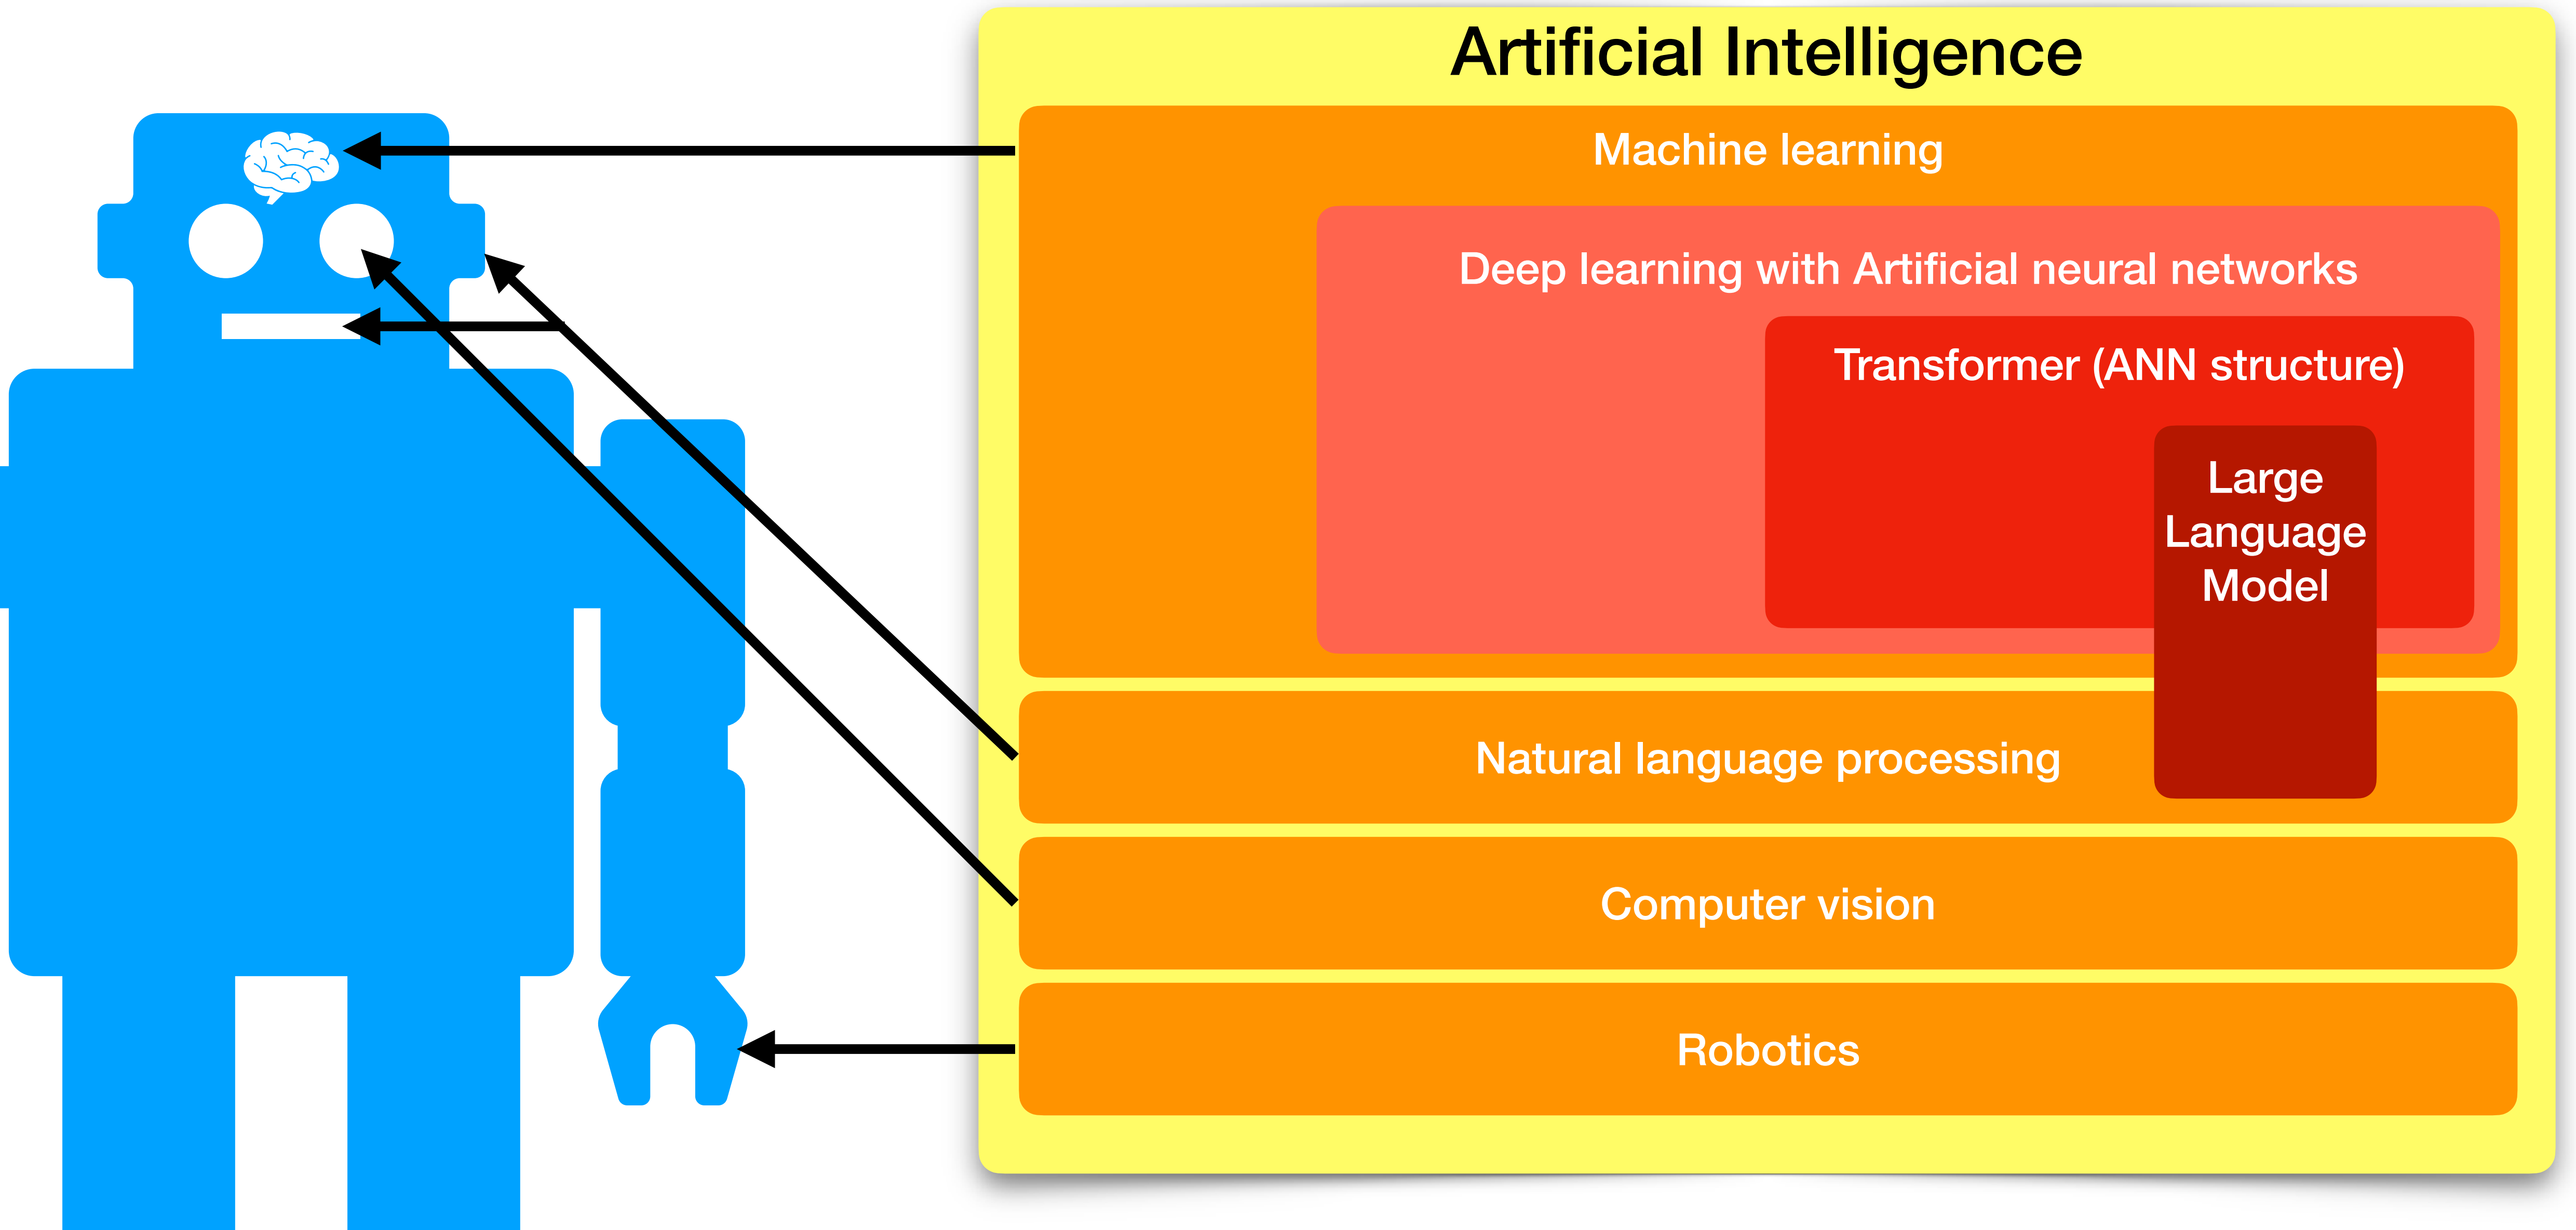 Artificial Intelligence
Machine learning
Deep learning with Artificial neural networks
Transformer (ANN structure)
Large
Language
Model
Natural language processing
Computer vision
Robotics